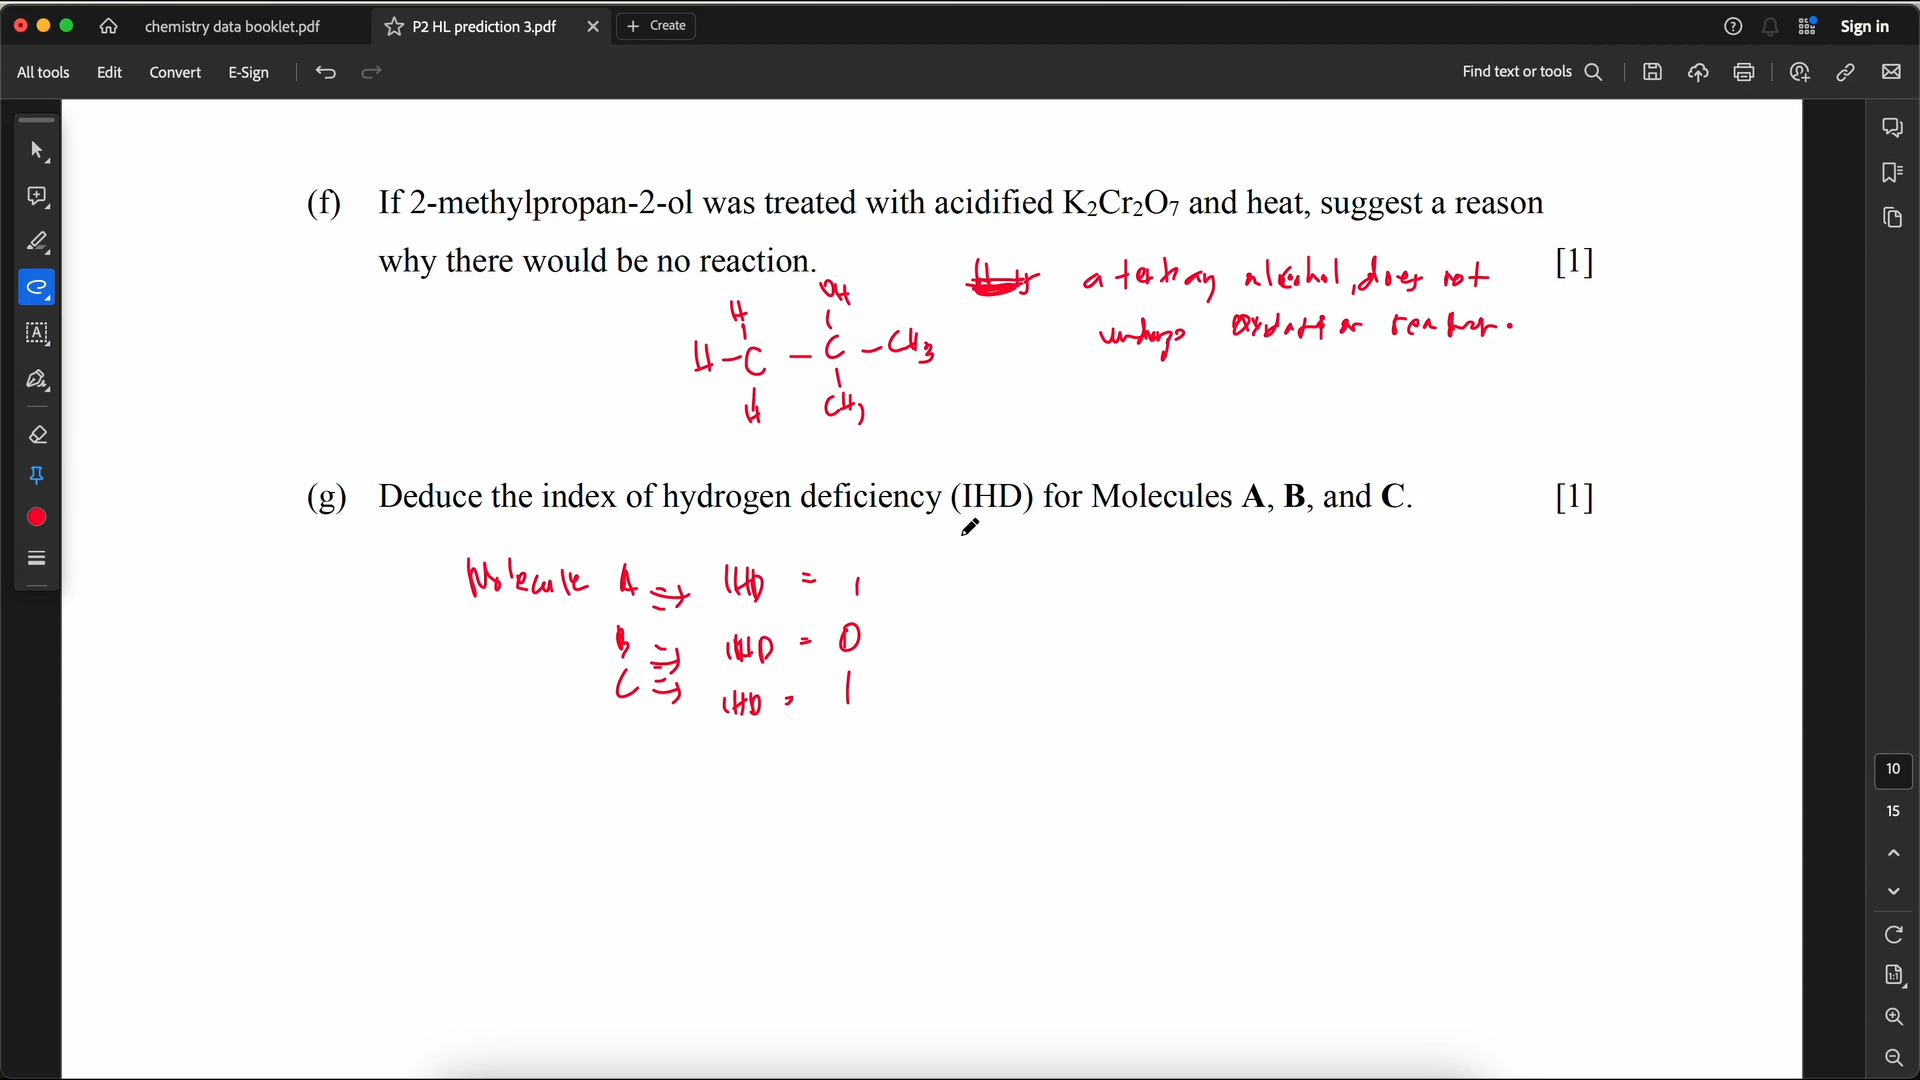 chemistry data booklet.pdf
P2 HL prediction 3.pdf
Create
Sign in
All tools
Edit
Convert
E-Sign
Find text or tools
(f) If 2-methylpropan-2-ol was treated with acidified K₂Cr₂O₇ and heat, suggest a reason
why there would be no reaction. [1]
a tertiary alcohol, does not
undergo oxidation reaction.
OH
H
H - C - C - CH₃
H CH₃
(g) Deduce the index of hydrogen deficiency (IHD) for Molecules A, B, and C. [1]
Molecule A ⇒ IHD = 1
B ⇒ IHD = 0
C ⇒ IHD = 1
10
15